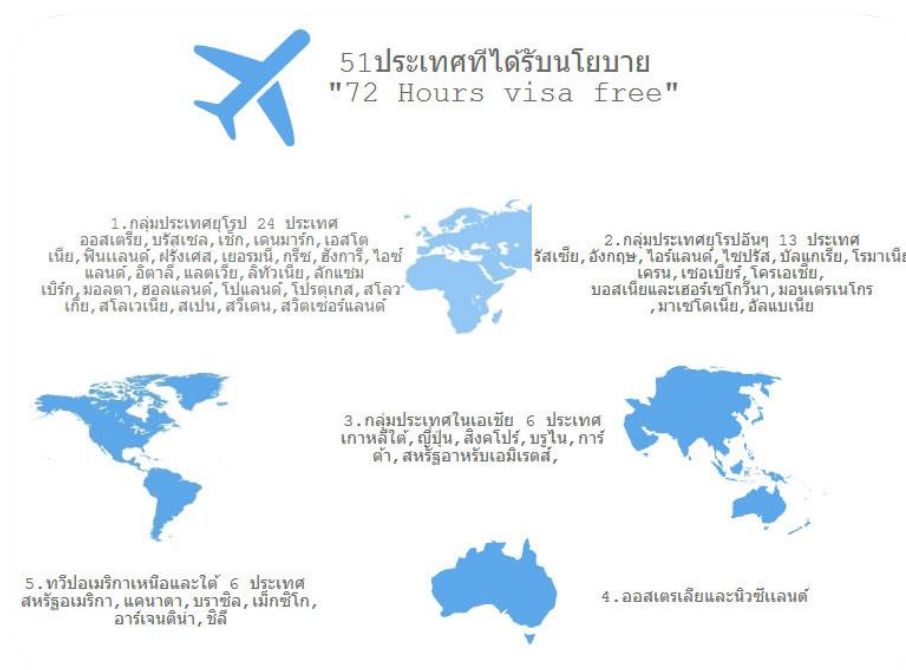 51ประเทศที่ได้รับนโยบาย
"72 Hours visa free"
1.กลุ่มประเทศยุโรป 24 ประเทศ
ออสเตรีย,บรัสเซล,เช็ก,เดนมาร์ก,เอสโต
เนีย,ฟินแลนด์,ฝรั่งเศส,เยอรมนี,กรีซ,ฮังการี,ไอซ์
แลนด์,อิตาลี,แลตเวีย,ลิทัวเนีย,ลักแซม
เบิร์ก,มอลตา,ฮอลแลนด์,โปแลนด์,โปรตุเกส,สโลวา
เกีย,สโลเวเนีย,สเปน,สวีเดน,สวิตเซ่อร์แลนด์
2.กลุ่มประเทศยุโรปอื่นๆ 13 ประเทศ
รัสเซีย,อังกฤษ,ไอร์แลนด์,ไซปรัส,บัลแกเรีย,โรมาเนีย
เครน,เซอเบียร์,โครเอเชีย,
บอสเนียและเฮอร์เซโกวีนา,มอนเตรเนโกร
,มาเซโดเนีย,อัลแบเนีย
3.กลุ่มประเทศในเอเชีย 6 ประเทศ
เกาหลีใต้,ญี่ปุ่น,สิงคโปร์,บรูไน,การ์
ต้า,สหรัฐอาหรับเอมิเรตส์,
5.ทวีปอเมริกาเหนือและใต้ 6 ประเทศ
สหรัฐอเมริกา,แคนาดา,บราซิล,เม็กซิโก,
อาร์เจนติน่า,ชิลี
4.ออสเตรเลียและนิวซีแลนด์